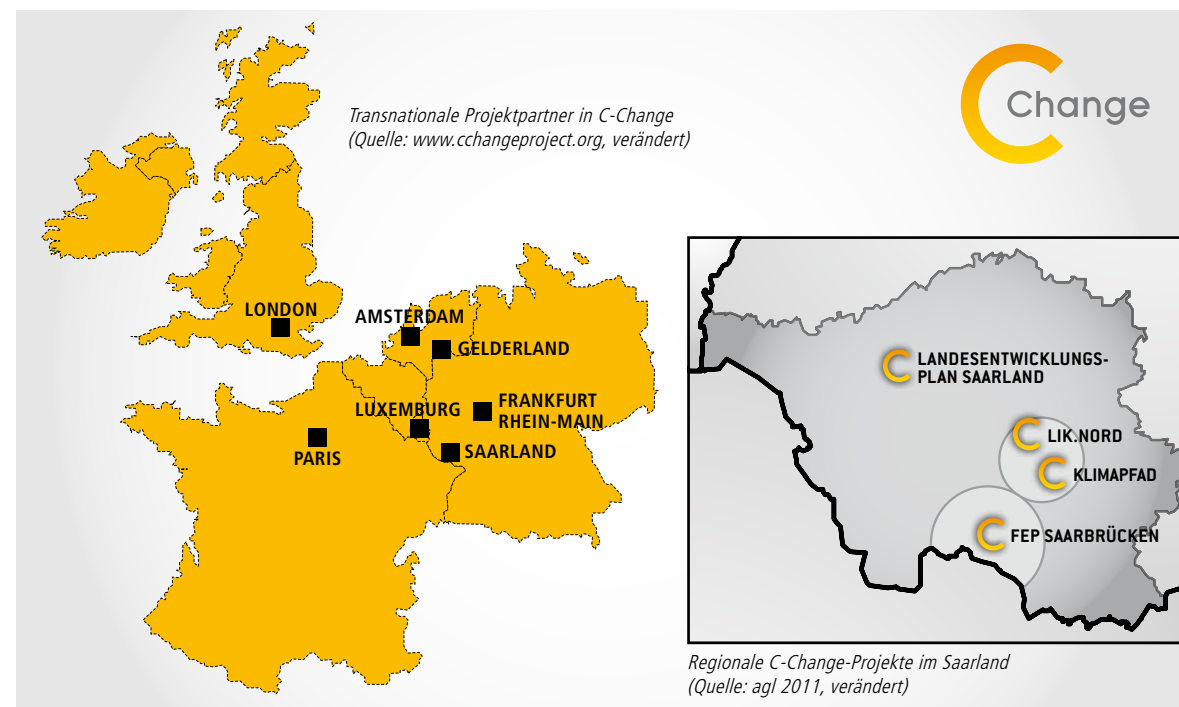 Transnationale Projektpartner in C-Change
(Quelle: www.cchangeproject.org, verändert)
C Change
LONDON
AMSTERDAM
GELDERLAND
LUXEMBURG
FRANKFURT
RHEIN-MAIN
PARIS
SAARLAND
LANDESENTWICKLUNGS-
PLAN SAARLAND
LIK.NORD
KLIMAPFAD
FEP SAARBRÜCKEN
Regionale C-Change-Projekte im Saarland
(Quelle: agl 2011, verändert)